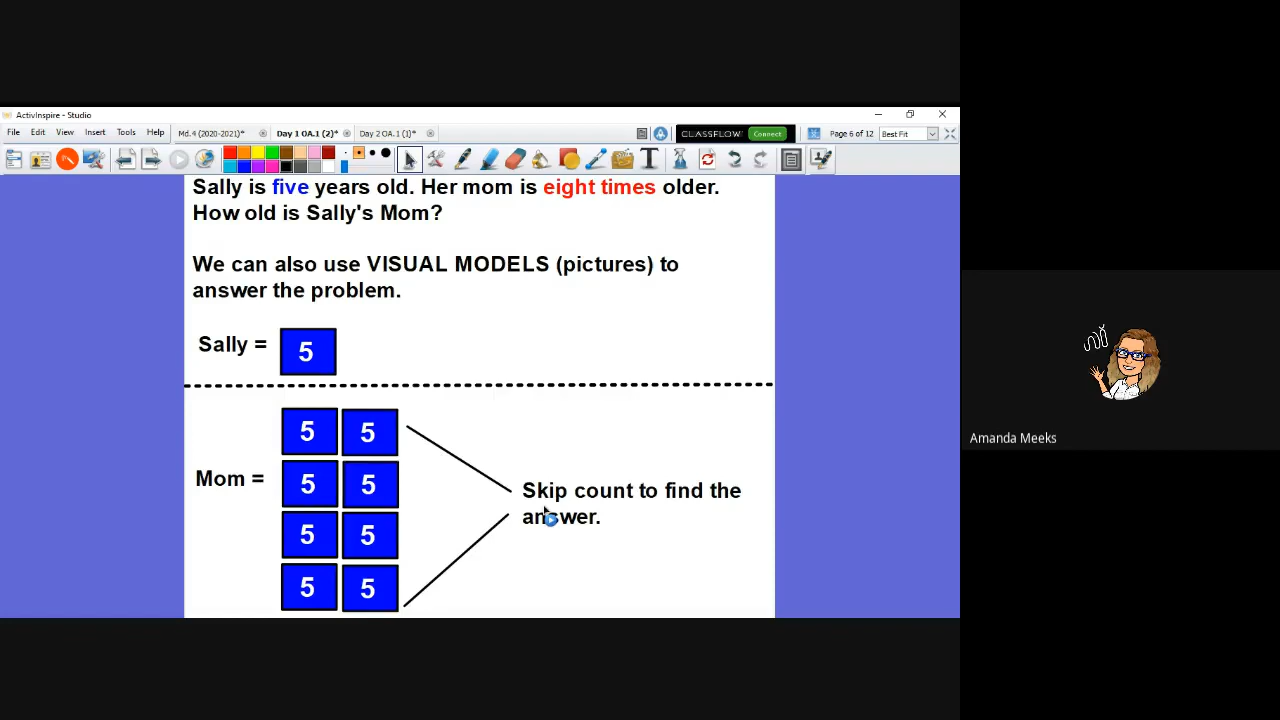 ActivInspire - Studio
File Edit View Insert Tools Help
Md.4 (2020-2021)* Day 1 OA.1 (2)* Day 2 OA.1 (1)*
CLASSFLOW Connect
Page 6 of 12 Best Fit
Sally is five years old. Her mom is eight times older.
How old is Sally's Mom?
We can also use VISUAL MODELS (pictures) to
answer the problem.
Sally = 5
5 5
Mom =
5 5
5 5
5 5
Skip count to find the
answer.
Amanda Meeks